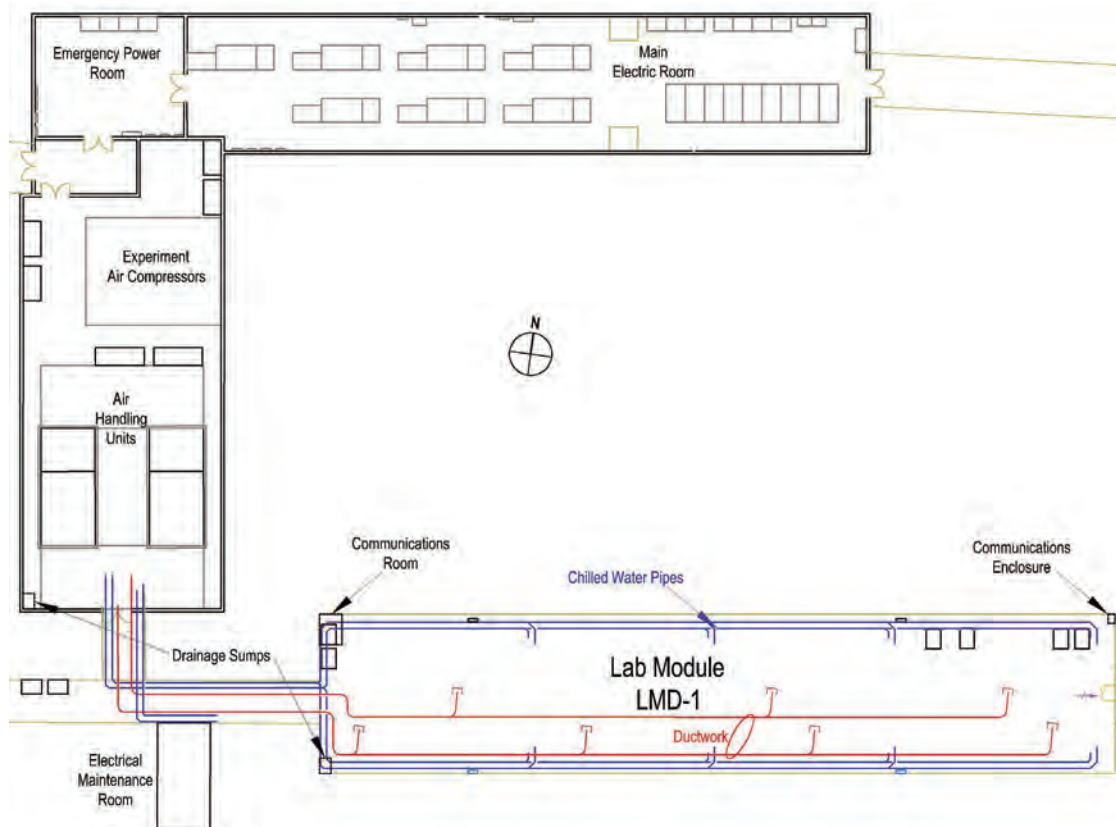 Emergency Power
Room
Main
Electric Room
Experiment
Air Compressors
N
Air
Handling
Units
Communications
Room
Chilled Water Pipes
Communications
Enclosure
Drainage Sumps
Lab Module
LMD-1
Ductwork
Electrical
Maintenance
Room